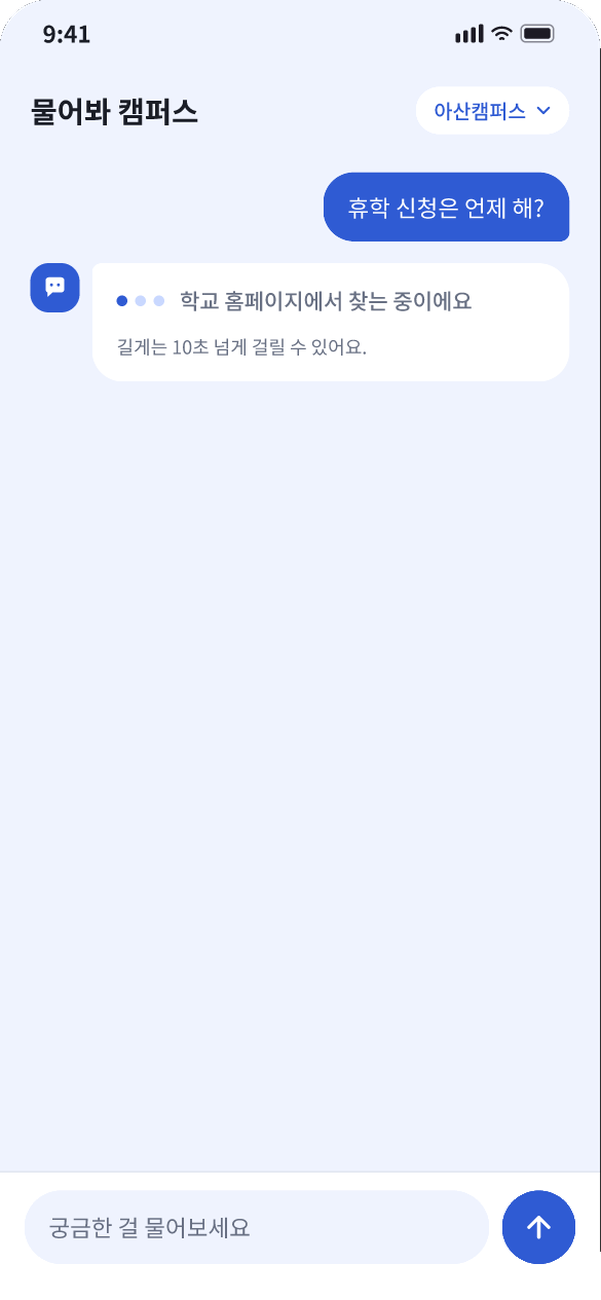 9:41
물어봐 캠퍼스
아산캠퍼스
휴학 신청은 언제 해?
학교 홈페이지에서 찾는 중이에요
길게는 10초 넘게 걸릴 수 있어요.
궁금한 걸 물어보세요